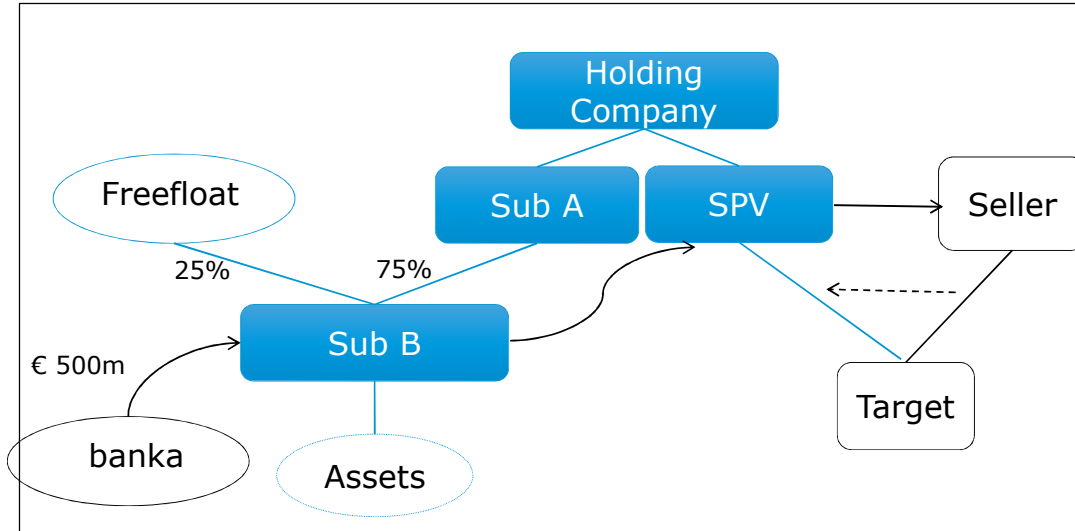 Holding
Company
Freefloat
Sub A
SPV
Seller
25%
75%
Sub B
€ 500m
Target
banka
Assets